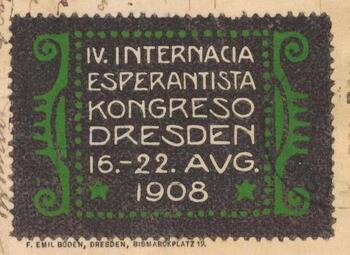 IV. INTERNACIA
ESPERANTISTA
KONGRESO
DRESDEN
16.-22. AVG.
1908
F. EMIL BODEN, DRESDEN, BISMARCKPLATZ 19.